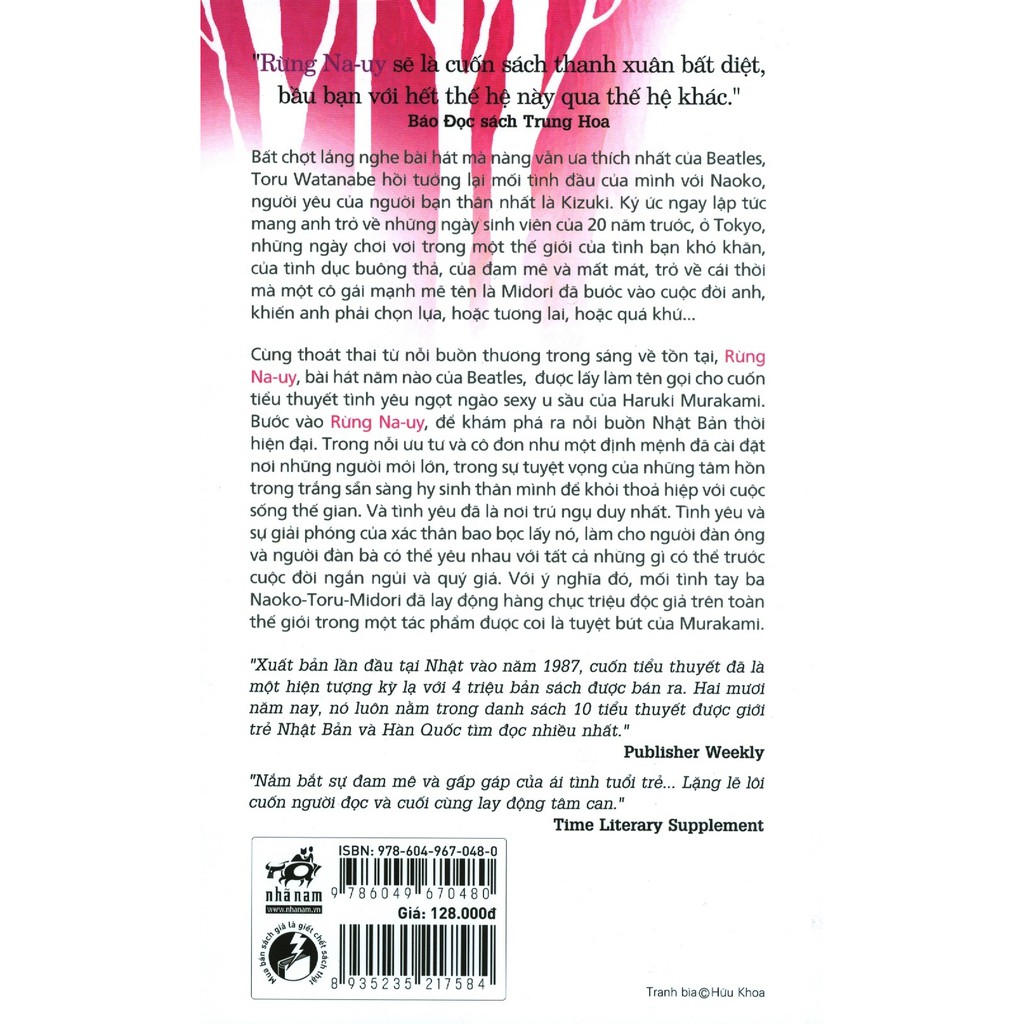 "Rừng Na-uy sẽ là cuốn sách thanh xuân bất diệt,
bầu bạn với hết thế hệ này qua thế hệ khác."
Báo Đọc sách Trung Hoa
Bất chợt lắng nghe bài hát mà nàng vẫn ưa thích nhất của Beatles,
Toru Watanabe hồi tưởng lại mối tình đầu của mình với Naoko,
người yêu của người bạn thân nhất là Kizuki. Ký ức ngay lập tức
mang anh trở về những ngày sinh viên của 20 năm trước, ở Tokyo,
những ngày chơi vơi trong một thế giới của tình bạn khó khăn,
của tình dục buông thả, của đam mê và mất mát, trở về cái thời
mà một cô gái mạnh mẽ tên là Midori đã bước vào cuộc đời anh,
khiến anh phải chọn lựa, hoặc tương lai, hoặc quá khứ...
Cùng thoát thai từ nỗi buồn thương trong sáng về tồn tại, Rừng
Na-uy, bài hát năm nào của Beatles, được lấy làm tên gọi cho cuốn
tiểu thuyết tình yêu ngọt ngào sexy u sầu của Haruki Murakami.
Bước vào Rừng Na-uy, để khám phá ra nỗi buồn Nhật Bản thời
hiện đại. Trong nỗi ưu tư và cô đơn như một định mệnh đã cài đặt
nơi những người mới lớn, trong sự tuyệt vọng của những tâm hồn
trong trắng sẵn sàng hy sinh thân mình để khỏi thoả hiệp với cuộc
sống thế gian. Và tình yêu đã là nơi trú ngụ duy nhất. Tình yêu và
sự giải phóng của xác thân bao bọc lấy nó, làm cho người đàn ông
và người đàn bà có thể yêu nhau với tất cả những gì có thể trước
cuộc đời ngắn ngủi và quý giá. Với ý nghĩa đó, mối tình tay ba
Naoko-Toru-Midori đã lay động hàng chục triệu độc giả trên toàn
thế giới trong một tác phẩm được coi là tuyệt bút của Murakami.
"Xuất bản lần đầu tại Nhật vào năm 1987, cuốn tiểu thuyết đã là
một hiện tượng kỳ lạ với 4 triệu bản sách được bán ra. Hai mươi
năm nay, nó luôn nằm trong danh sách 10 tiểu thuyết được giới
trẻ Nhật Bản và Hàn Quốc tìm đọc nhiều nhất."
Publisher Weekly
"Nắm bắt sự đam mê và gấp gáp của ái tình tuổi trẻ... Lặng lẽ lôi
cuốn người đọc và cuối cùng lay động tâm can."
Time Literary Supplement
ISBN: 978-604-967-048-0
nhã nam
www.nhanam.vn
9 786049 670480
Giá: 128.000đ
Mua bán sách giả là giết chết sách thật
8 935235 217584
Tranh bìa©Hữu Khoa